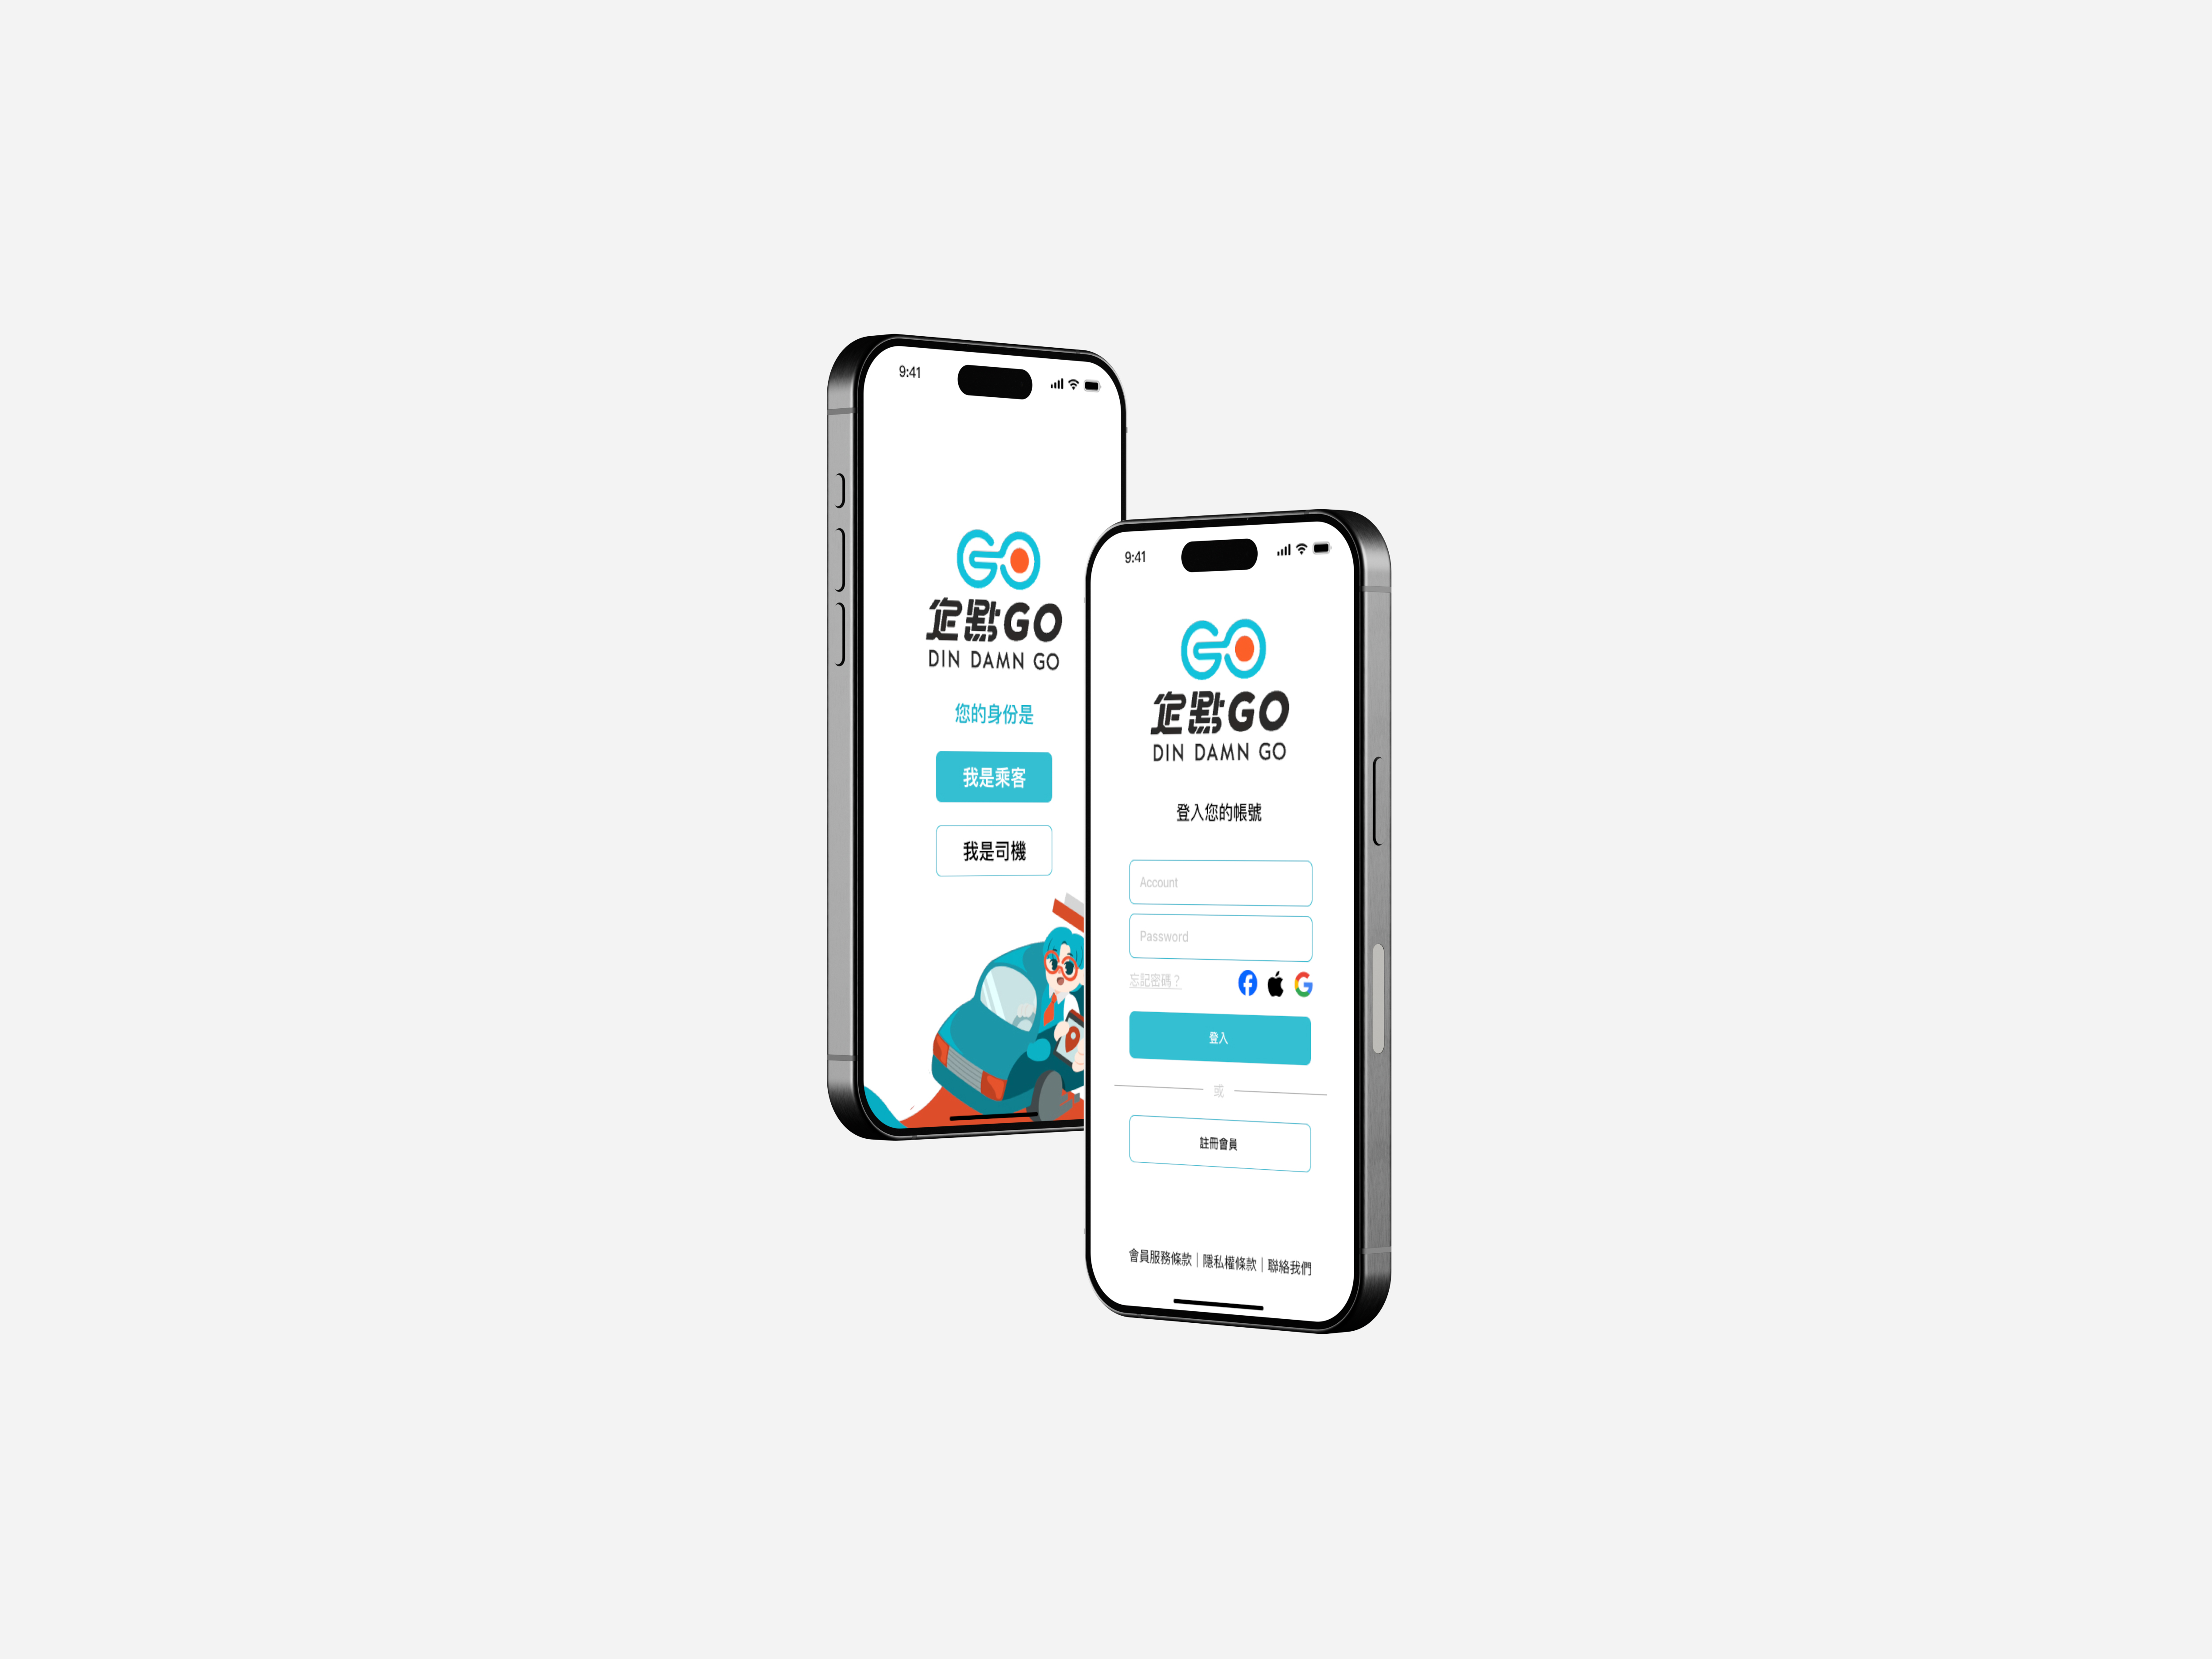 9:41
GO
定點GO
DIN DAMN GO
您的身份是
我是乘客
我是司機
9:41
GO
定點GO
DIN DAMN GO
登入您的帳號
Account
Password
忘記密碼？
登入
或
註冊會員
會員服務條款｜隱私權條款｜聯絡我們